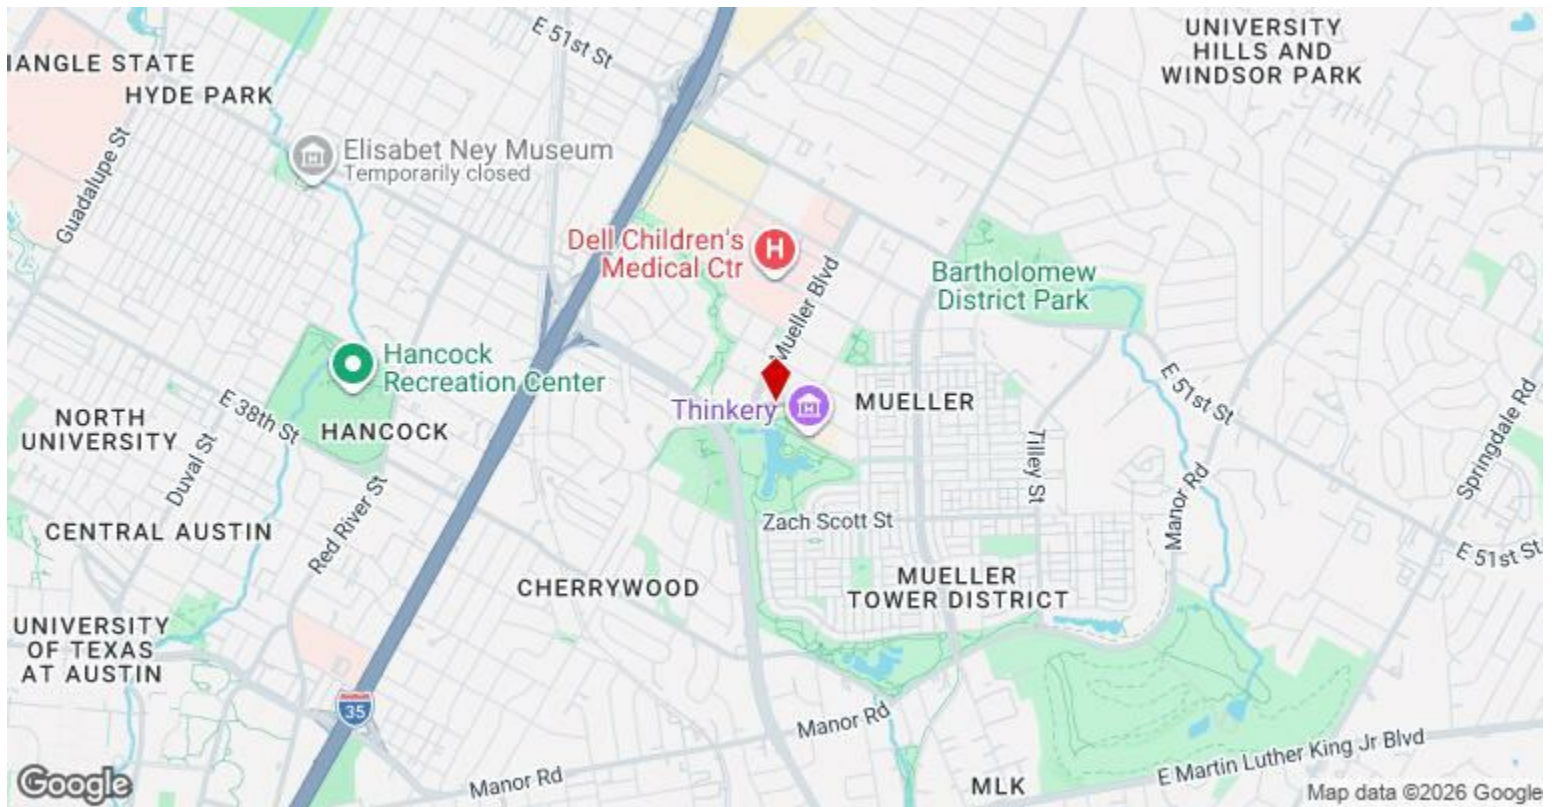 E 51st St
UNIVERSITY
HILLS AND
WINDSOR PARK
IANGLE STATE
HYDE PARK
Guadalupe St
Elisabet Ney Museum
Temporarily closed
Dell Children's
Medical Ctr
H
Mueller Blvd
Bartholomew
District Park
Hancock
Recreation Center
E 38th St
NORTH
UNIVERSITY
HANCOCK
Duval St
Thinkery
MUELLER
E 51st St
Springdale Rd
Tilley St
Manor Rd
CENTRAL AUSTIN
Red River St
Zach Scott St
E 51st St
CHERRYWOOD
MUELLER
TOWER DISTRICT
UNIVERSITY
OF TEXAS
AT AUSTIN
35
Manor Rd
Manor Rd
E Martin Luther King Jr Blvd
MLK
Google
Map data ©2026 Google